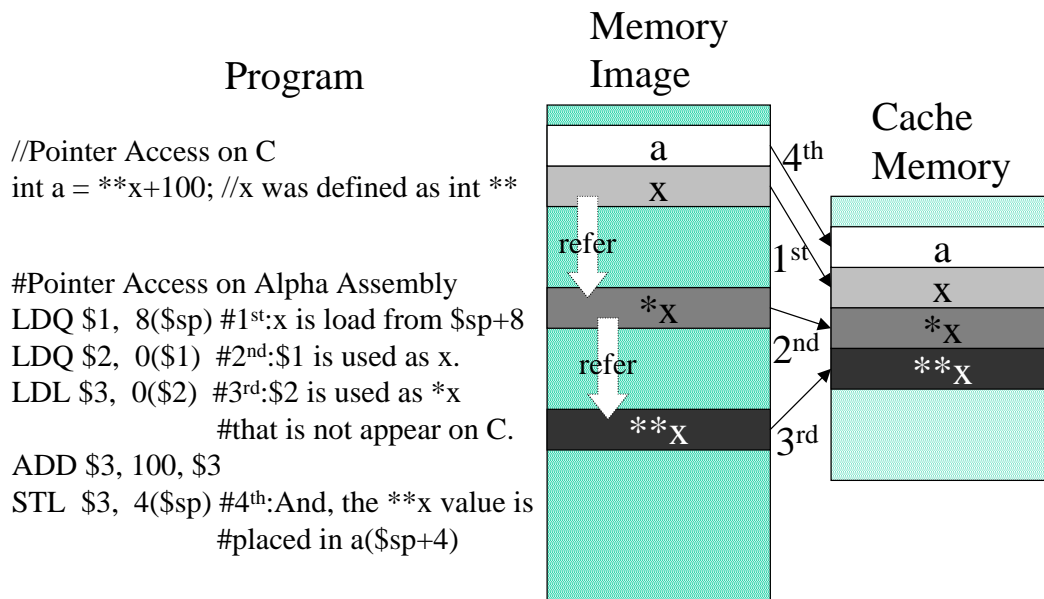 Program
//Pointer Access on C
int a = **x+100; //x was defined as int **
#Pointer Access on Alpha Assembly
LDQ $1, 8($sp) #1st:x is load from $sp+8
LDQ $2, 0($1) #2nd:$1 is used as x.
LDL $3, 0($2) #3rd:$2 is used as *x
#that is not appear on C.
ADD $3, 100, $3
STL $3, 4($sp) #4th:And, the **x value is
#placed in a($sp+4)
Memory
Image
a
x
refer
*x
refer
**x
4th
1st
2nd
3rd
Cache
Memory
a
x
*x
**x